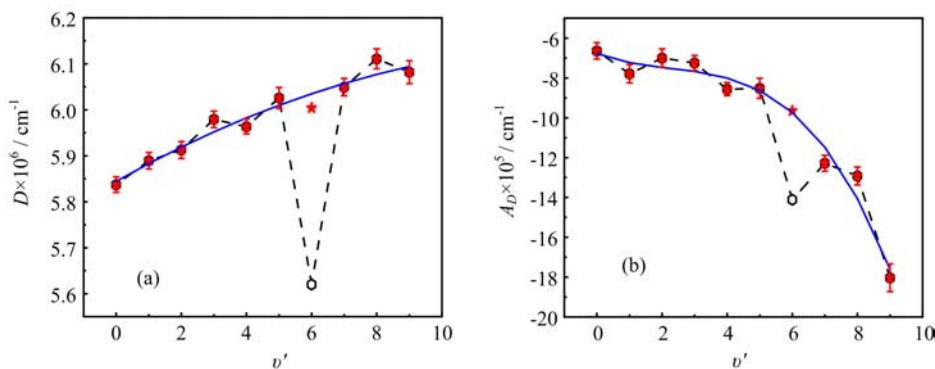 6.2
6.1
6.0
5.9
5.8
5.7
5.6
D×10⁶ / cm⁻¹
(a)
0 2 4 6 8 10
υ′
-6
-8
-10
-12
-14
-16
-18
-20
A_D×10⁵ / cm⁻¹
(b)
0 2 4 6 8 10
υ′